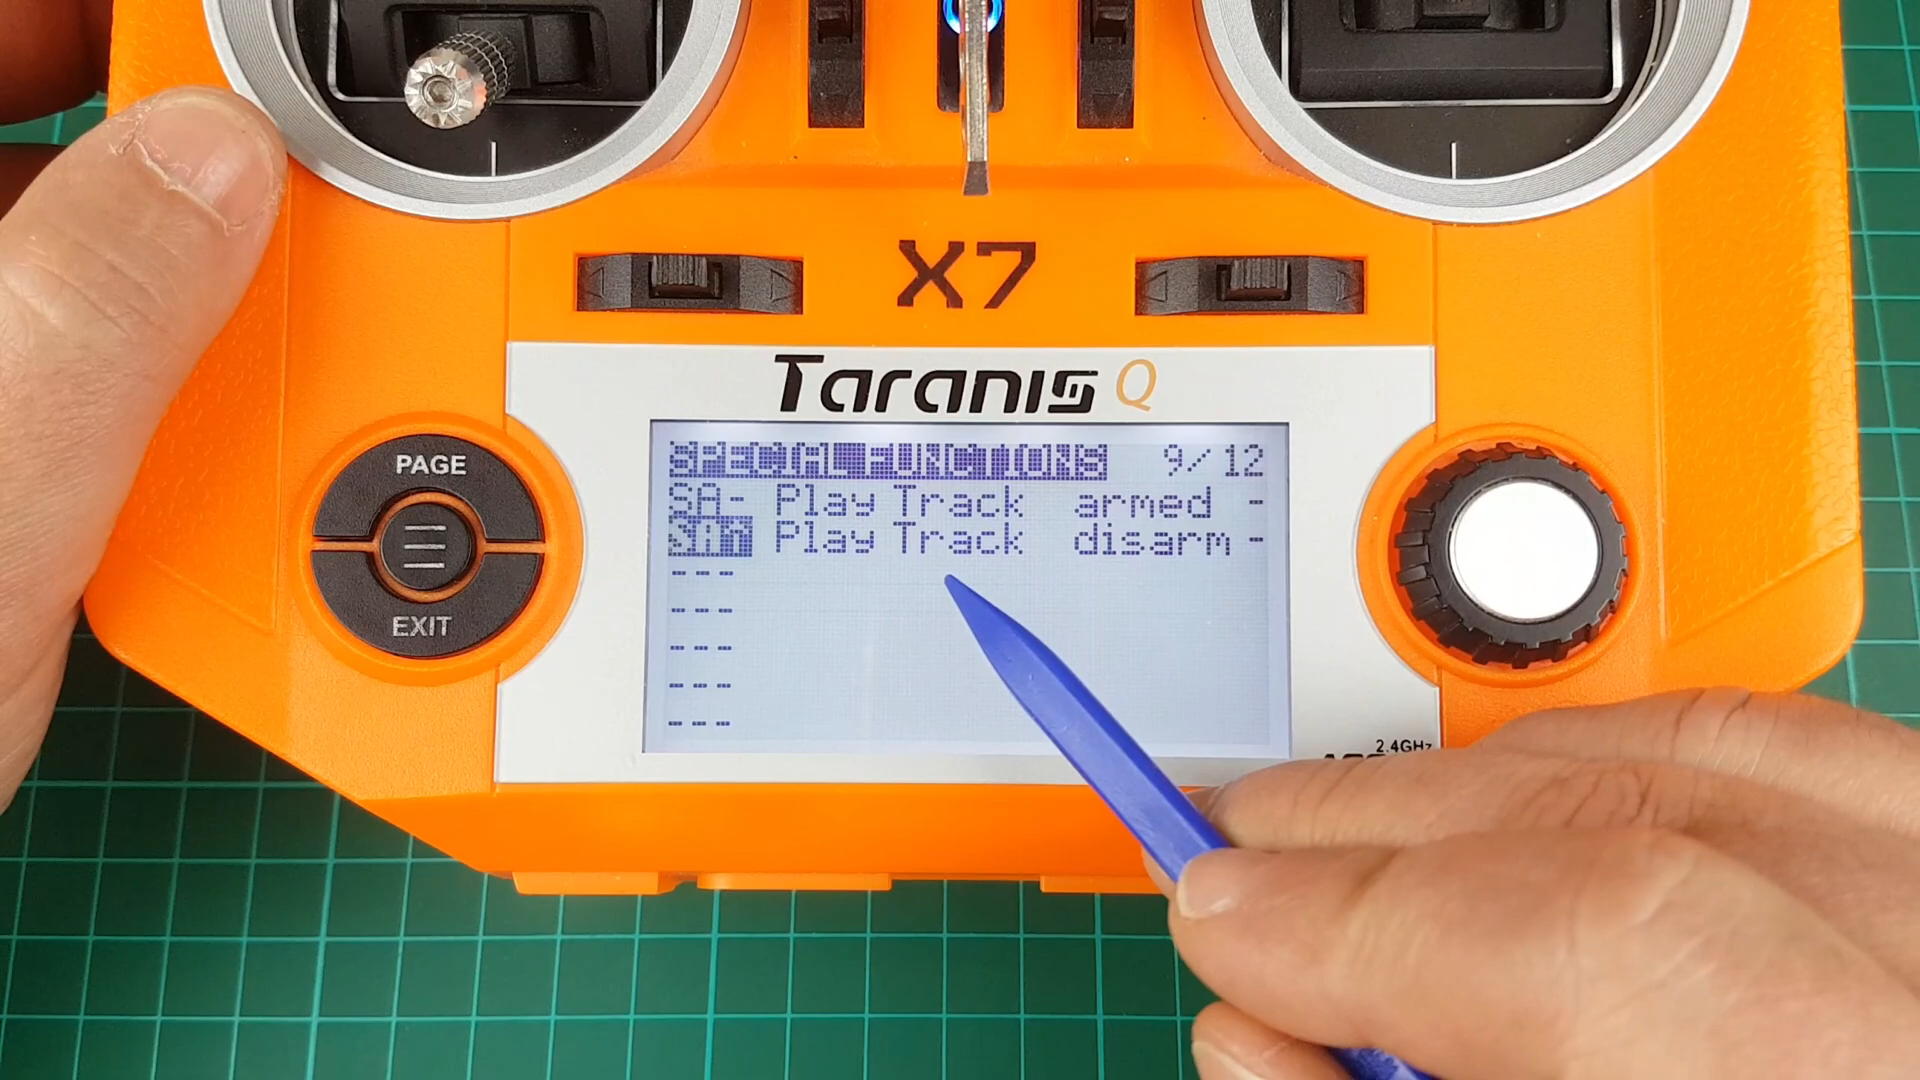 X7
Taranis Q
PAGE
EXIT
SPECIAL FUNCTIONS 9/12
SA- Play Track armed -
SA↑ Play Track disarm -
---
---
---
---
---
2.4GHz